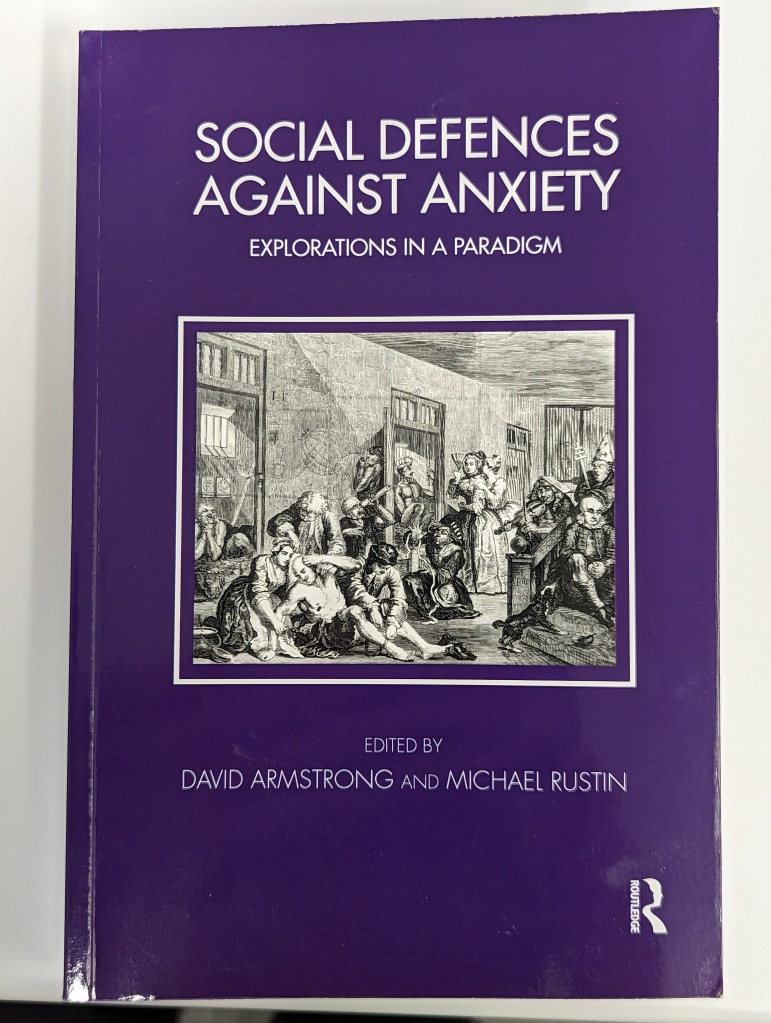 SOCIAL DEFENCES
AGAINST ANXIETY
EXPLORATIONS IN A PARADIGM
EDITED BY
DAVID ARMSTRONG AND MICHAEL RUSTIN
ROUTLEDGE